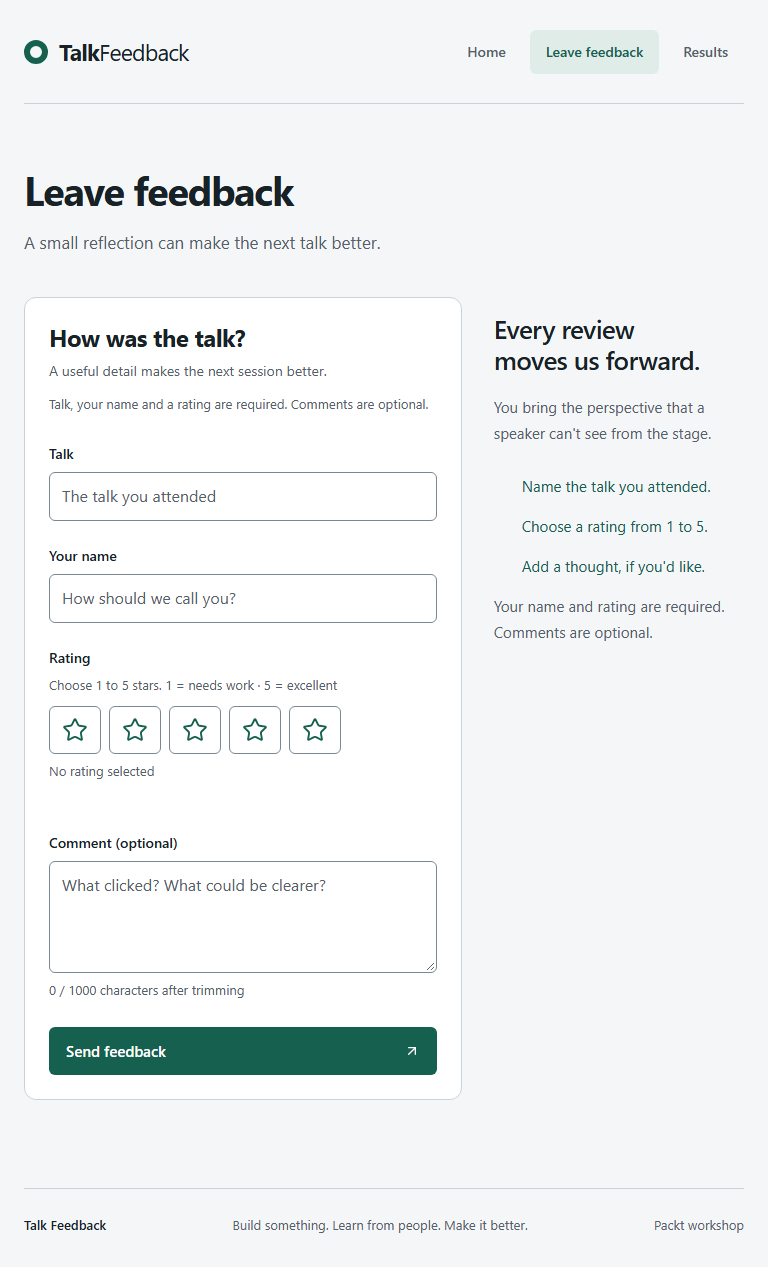 TalkFeedback
Home
Leave feedback
Results
Leave feedback
A small reflection can make the next talk better.
How was the talk?
A useful detail makes the next session better.
Talk, your name and a rating are required. Comments are optional.
Talk
The talk you attended
Your name
How should we call you?
Rating
Choose 1 to 5 stars. 1 = needs work · 5 = excellent
No rating selected
Comment (optional)
What clicked? What could be clearer?
0 / 1000 characters after trimming
Send feedback
Every review
moves us forward.
You bring the perspective that a
speaker can't see from the stage.
Name the talk you attended.
Choose a rating from 1 to 5.
Add a thought, if you'd like.
Your name and rating are required.
Comments are optional.
Talk Feedback
Build something. Learn from people. Make it better.
Packt workshop